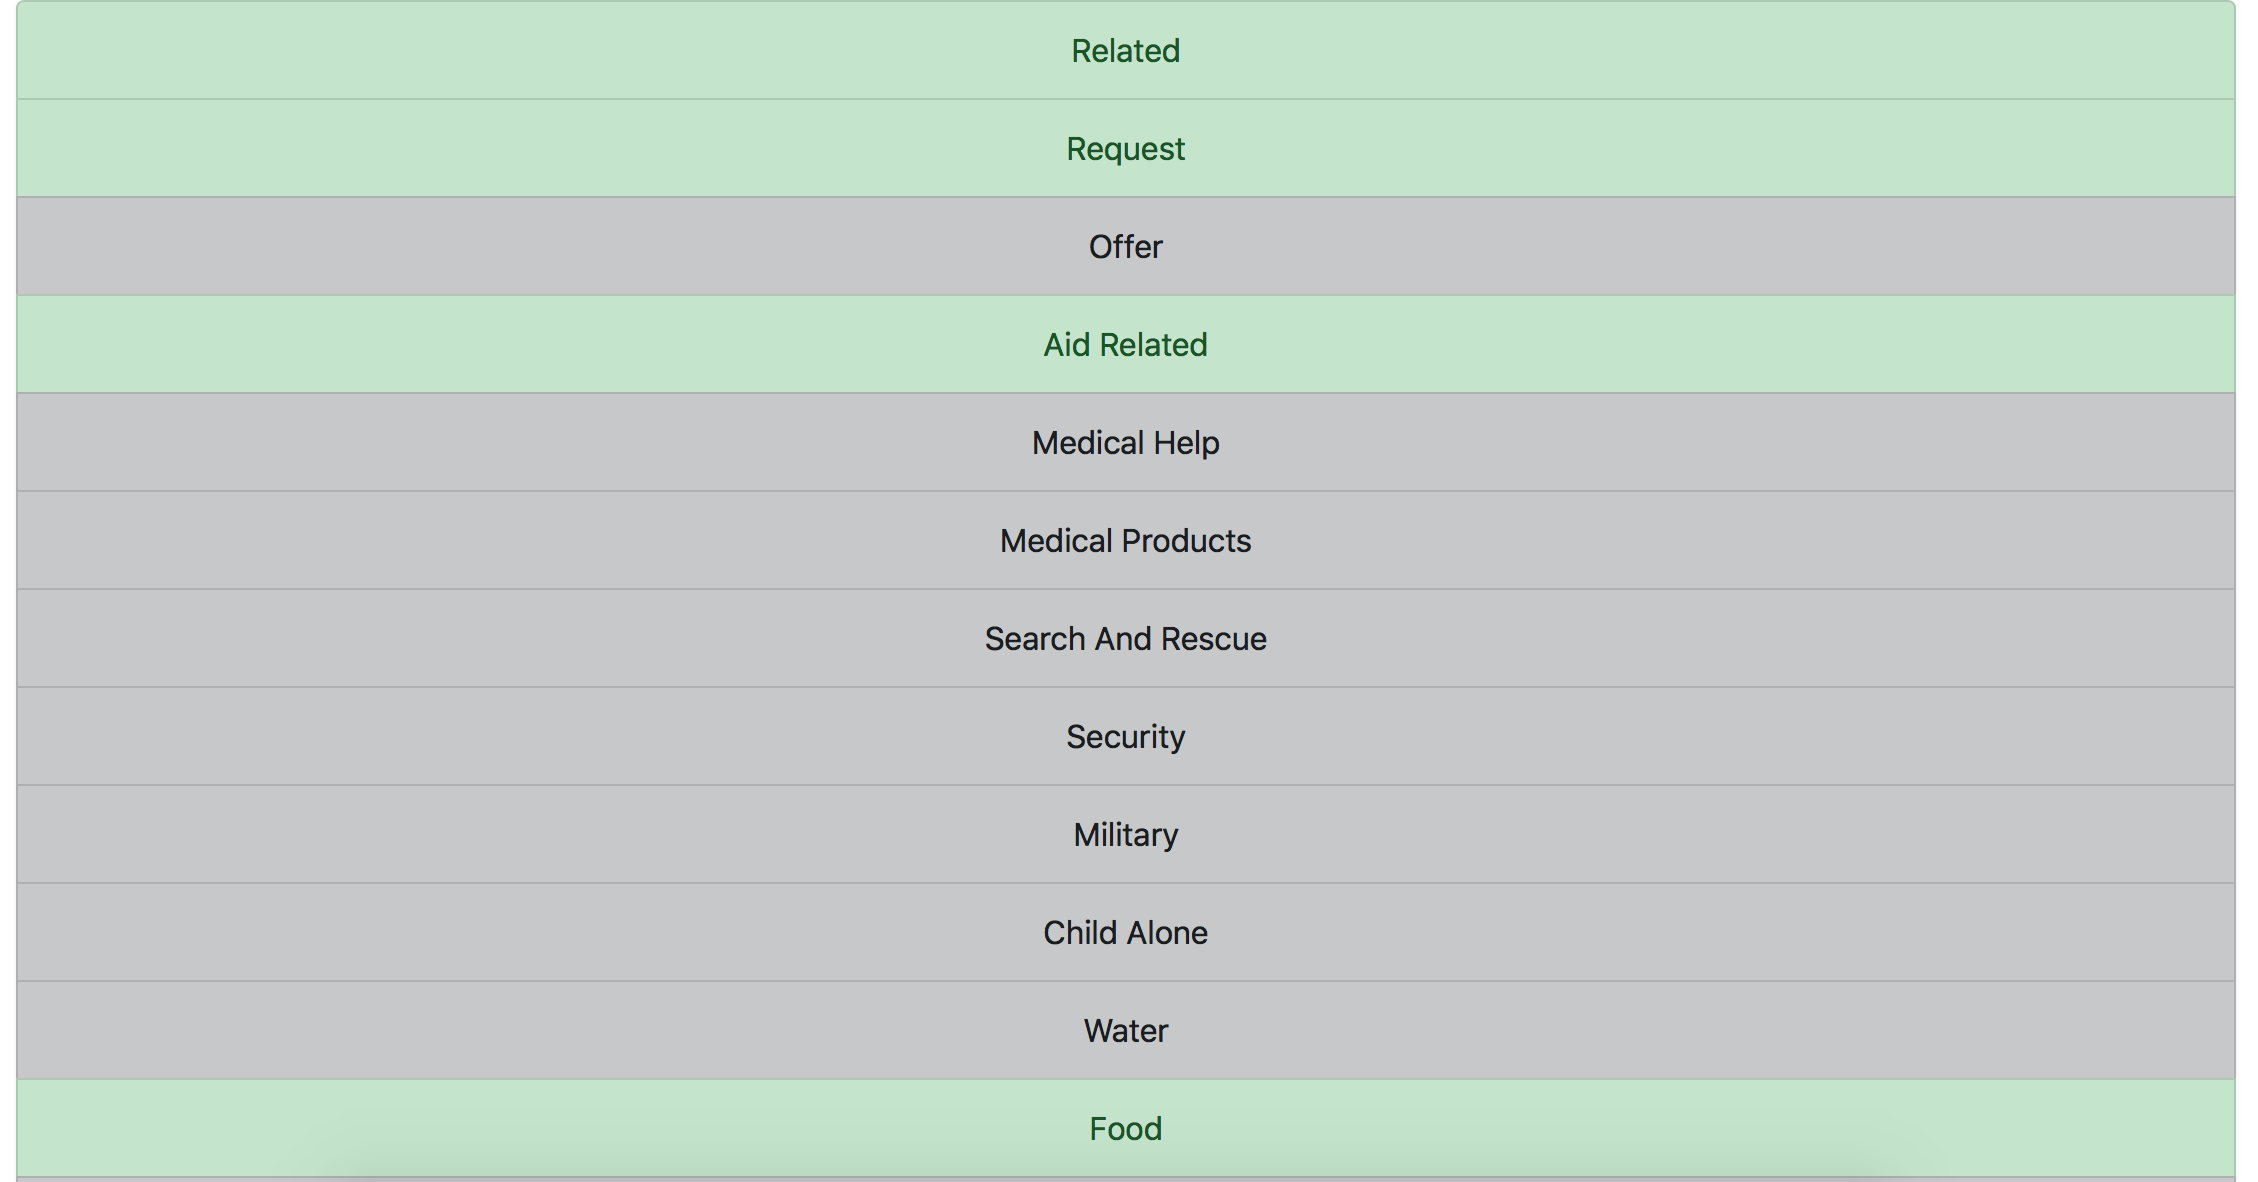 Related
Request
Offer
Aid Related
Medical Help
Medical Products
Search And Rescue
Security
Military
Child Alone
Water
Food